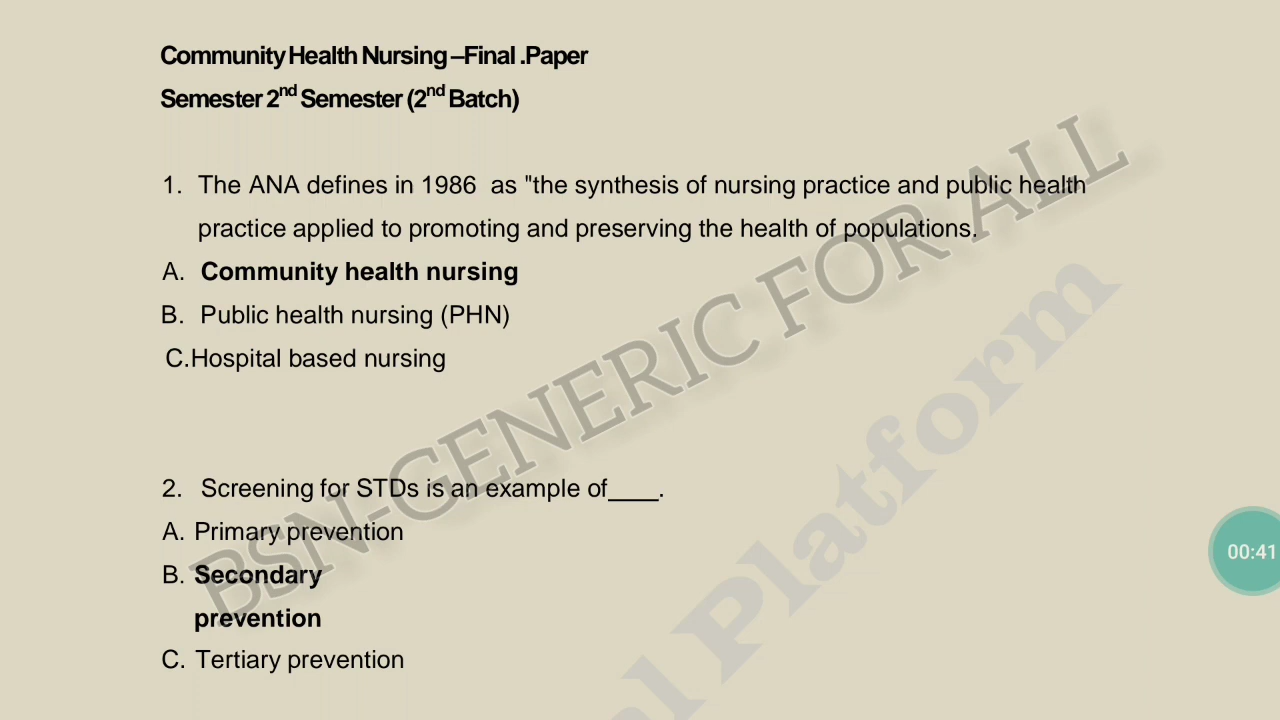 Community Health Nursing –Final .Paper
Semester 2nd Semester (2nd Batch)
1. The ANA defines in 1986 as "the synthesis of nursing practice and public health
practice applied to promoting and preserving the health of populations.
A. Community health nursing
B. Public health nursing (PHN)
C.Hospital based nursing
2. Screening for STDs is an example of____.
A. Primary prevention
B. Secondary
prevention
C. Tertiary prevention
BSN-GENERIC FOR ALL
Platform
00:41